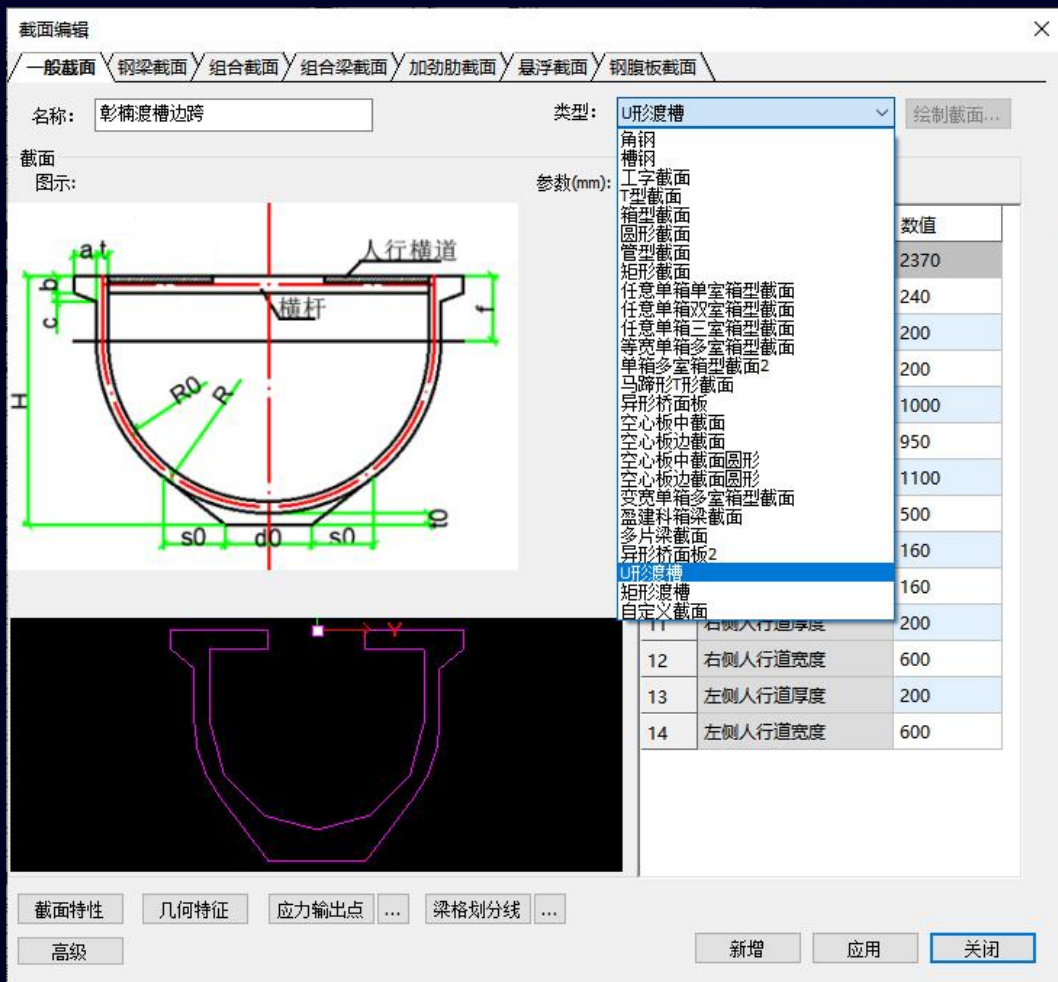 截面编辑
一般截面 钢梁截面 组合截面 组合梁截面 加劲肋截面 悬浮截面 钢腹板截面
名称: 彰楠渡槽边跨 类型: U形渡槽 绘制截面...
截面
图示: 参数(mm):
角钢
槽钢
工字截面
T型截面
箱型截面
圆形截面
管型截面
矩形截面
任意单箱单室箱型截面
任意单箱双室箱型截面
任意单箱三室箱型截面
等宽单箱多室箱型截面
单箱多室箱型截面2
马蹄形T形截面
异形桥面板
空心板中截面
空心板边截面
空心板中截面圆形
空心板边截面圆形
变宽单箱多室箱型截面
盈建科箱梁截面
多片梁截面
异形桥面板2
U形渡槽
矩形渡槽
自定义截面
数值
2370
240
200
200
1000
950
1100
500
160
160
11 右侧人行道厚度 200
12 右侧人行道宽度 600
13 左侧人行道厚度 200
14 左侧人行道宽度 600
a t 人行横道
b
横杆
c
f
R0 R
H
s0 d0 s0 t0
Y
截面特性 几何特征 应力输出点 ... 梁格划分线 ...
高级 新增 应用 关闭